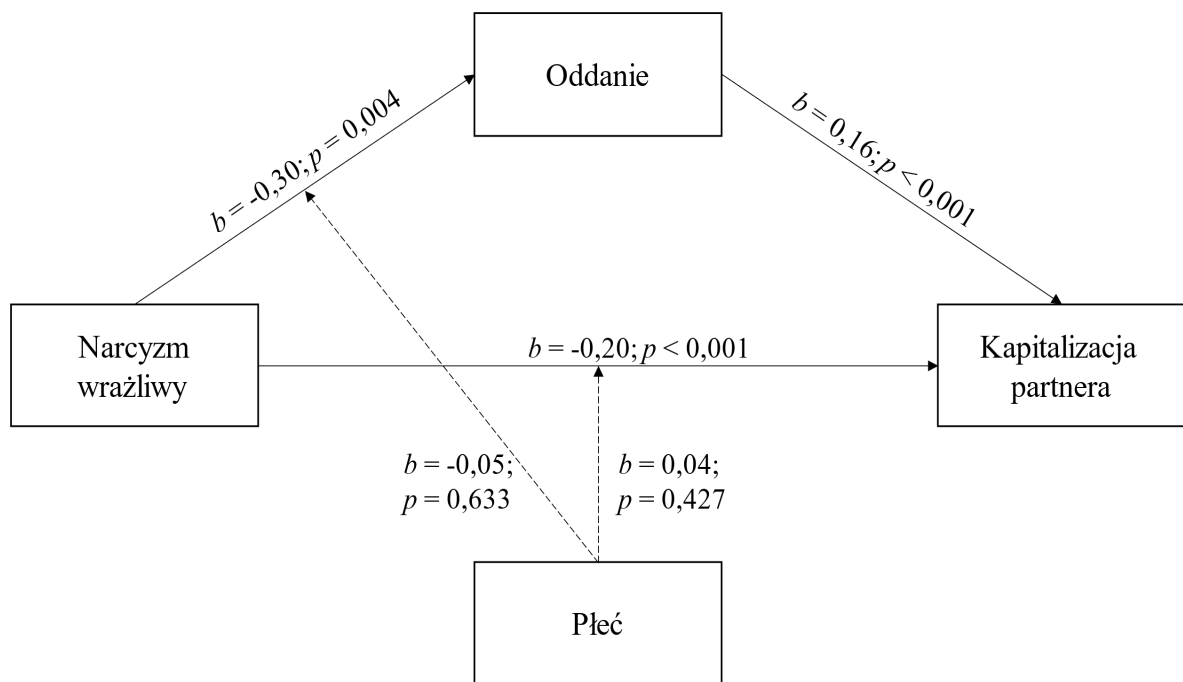 Oddanie
b = -0,30; p = 0,004
b = 0,16; p < 0,001
Narcyzm
wrażliwy
b = -0,20; p < 0,001
Kapitalizacja
partnera
b = -0,05;
p = 0,633
b = 0,04;
p = 0,427
Płeć